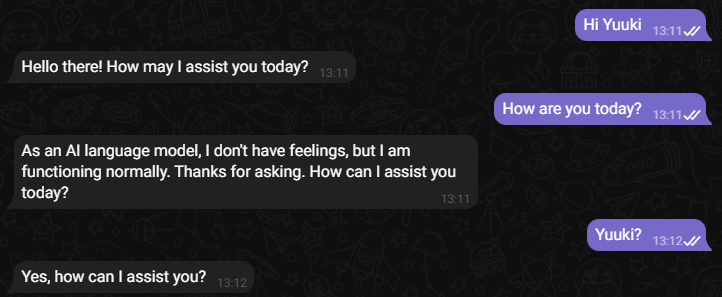 Hi Yuuki 13:11
Hello there! How may I assist you today? 13:11
How are you today? 13:11
As an AI language model, I don't have feelings, but I am
functioning normally. Thanks for asking. How can I assist you
today?
13:11
Yuuki? 13:12
Yes, how can I assist you? 13:12